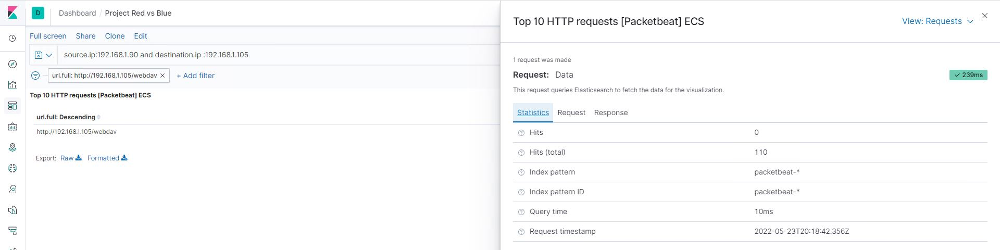 D Dashboard / Project Red vs Blue
Full screen Share Clone Edit
source.ip:192.168.1.90 and destination.ip :192.168.1.105
url.full: http://192.168.1.105/webdav × + Add filter
Top 10 HTTP requests [Packetbeat] ECS
url.full: Descending
http://192.168.1.105/webdav
Export: Raw Formatted
Top 10 HTTP requests [Packetbeat] ECS View: Requests
1 request was made
Request: Data 239ms
This request queries Elasticsearch to fetch the data for the visualization.
Statistics Request Response
Hits 0
Hits (total) 110
Index pattern packetbeat-*
Index pattern ID packetbeat-*
Query time 10ms
Request timestamp 2022-05-23T20:18:42.356Z